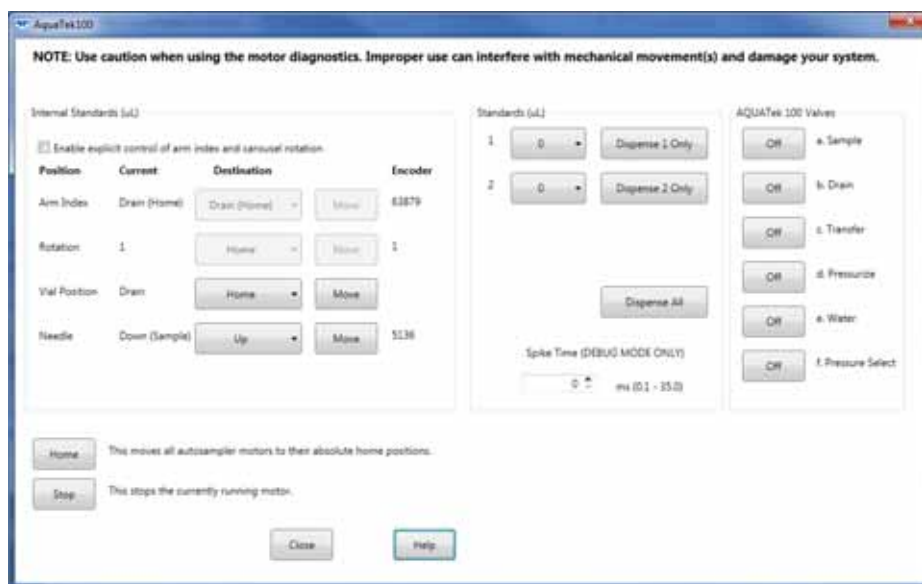 AquaTek100
NOTE: Use caution when using the motor diagnostics. Improper use can interfere with mechanical movement(s) and damage your system.
Internal Standards (uL)
Enable explicit control of arm index and carousel rotation
Position Current Destination Encoder
Arm Index Drain (Home) Drain (Home) Move 63879
Rotation 1 Home Move 1
Vial Position Drain Home Move
Needle Down (Sample) Up Move 5136
Standards (uL)
1 0 Dispense 1 Only
2 0 Dispense 2 Only
Dispense All
Spike Time (DEBUG MODE ONLY)
0 ms (0.1 - 35.0)
AQUATek 100 Valves
Off a. Sample
Off b. Drain
Off c. Transfer
Off d. Pressurize
Off e. Water
Off f. Pressure Select
Home This moves all autosampler motors to their absolute home positions.
Stop This stops the currently running motor.
Close Help